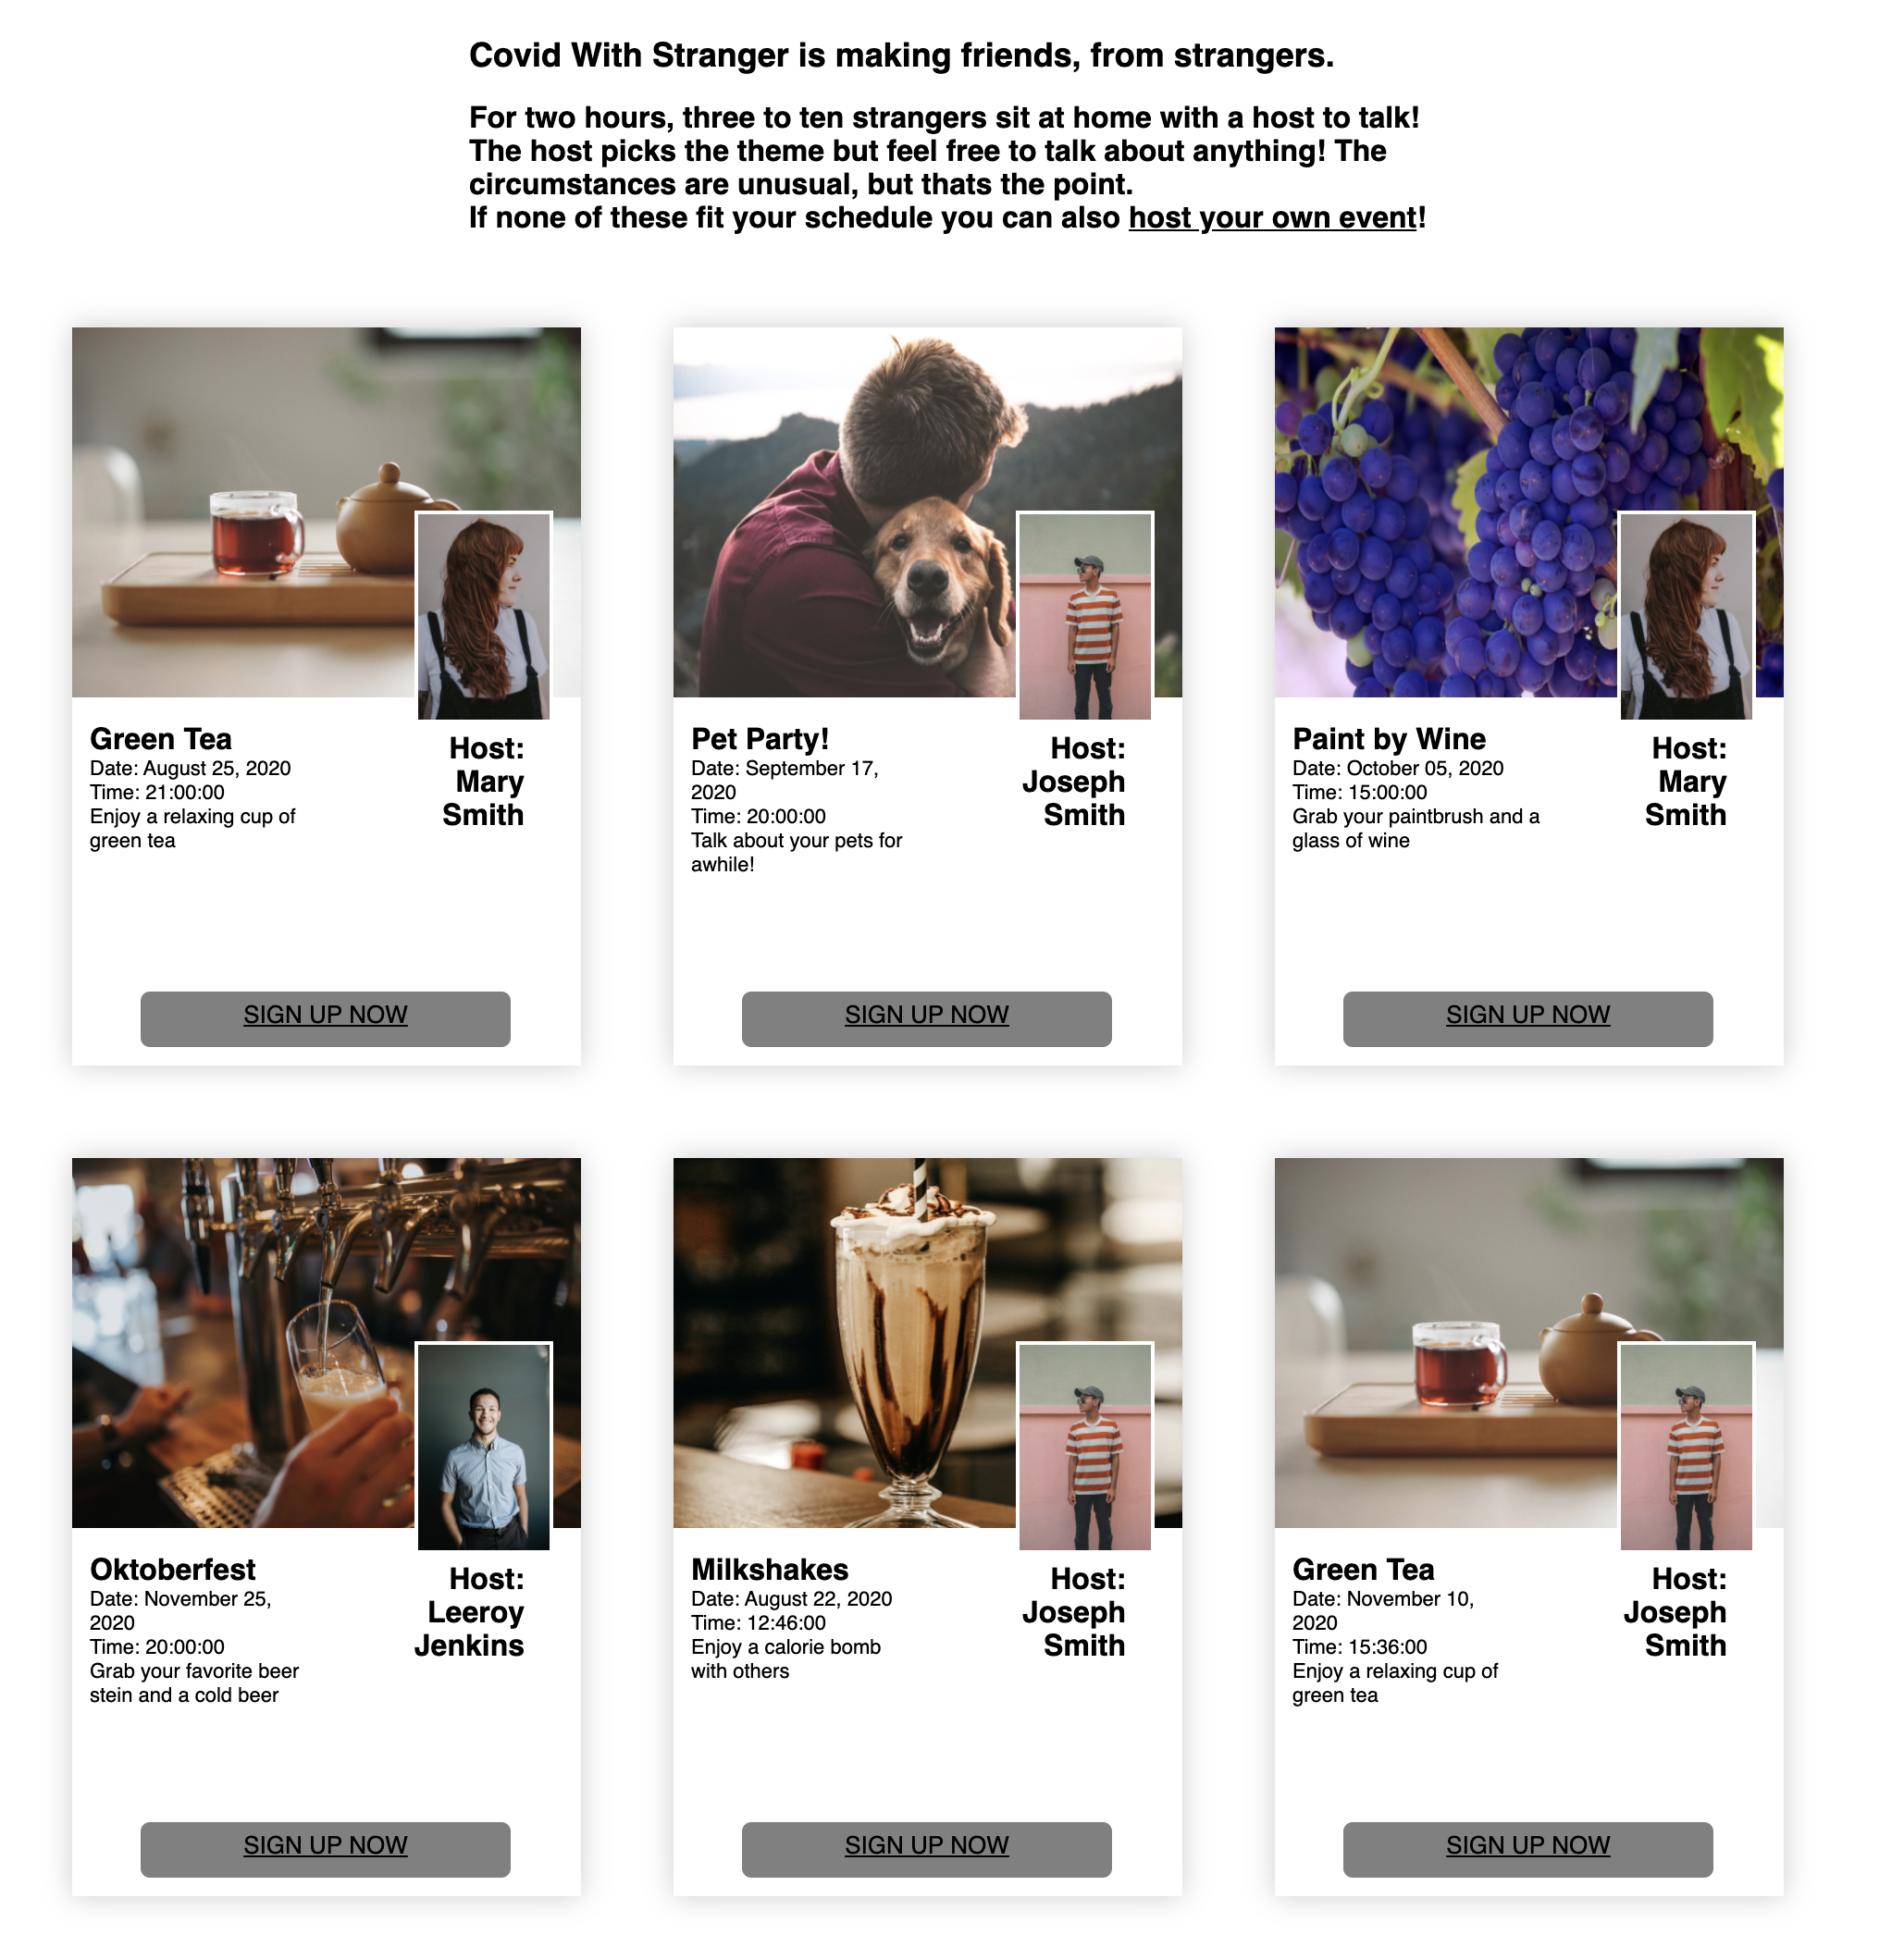 Covid With Stranger is making friends, from strangers.
For two hours, three to ten strangers sit at home with a host to talk!
The host picks the theme but feel free to talk about anything! The
circumstances are unusual, but thats the point.
If none of these fit your schedule you can also host your own event!
Green Tea
Date: August 25, 2020
Time: 21:00:00
Enjoy a relaxing cup of
green tea
Host:
Mary
Smith
SIGN UP NOW
Pet Party!
Date: September 17,
2020
Time: 20:00:00
Talk about your pets for
awhile!
Host:
Joseph
Smith
SIGN UP NOW
Paint by Wine
Date: October 05, 2020
Time: 15:00:00
Grab your paintbrush and a
glass of wine
Host:
Mary
Smith
SIGN UP NOW
Oktoberfest
Date: November 25,
2020
Time: 20:00:00
Grab your favorite beer
stein and a cold beer
Host:
Leeroy
Jenkins
SIGN UP NOW
Milkshakes
Date: August 22, 2020
Time: 12:46:00
Enjoy a calorie bomb
with others
Host:
Joseph
Smith
SIGN UP NOW
Green Tea
Date: November 10,
2020
Time: 15:36:00
Enjoy a relaxing cup of
green tea
Host:
Joseph
Smith
SIGN UP NOW